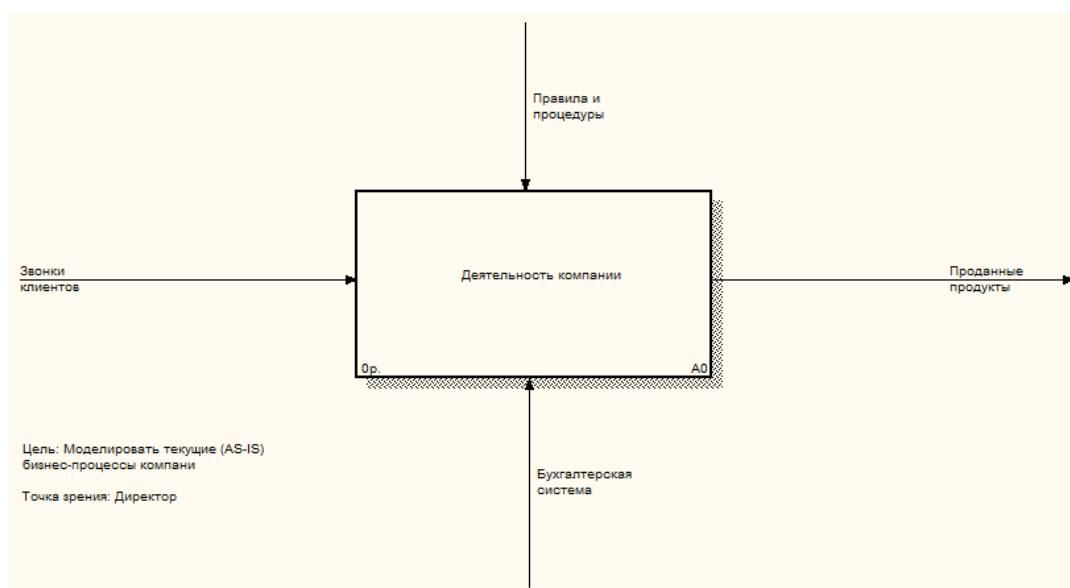 Правила и
процедуры
Звонки
клиентов
Деятельность компании
Проданные
продукты
0р.
A0
Цель: Моделировать текущие (AS-IS)
бизнес-процессы компани
Точка зрения: Директор
Бухгалтерская
система